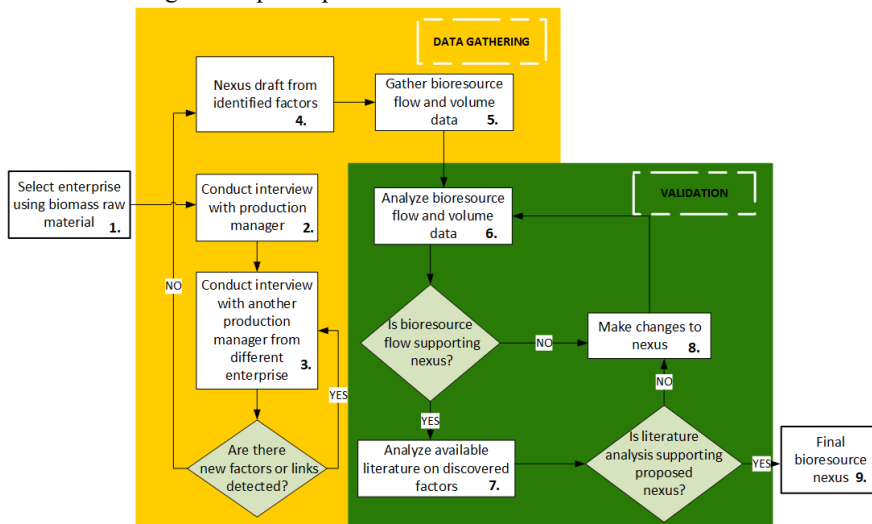 DATA GATHERING
Nexus draft from
identified factors
4.
Gather bioresource
flow and volume
data
5.
Select enterprise
using biomass raw
material
1.
Conduct interview
with production
manager
2.
VALIDATION
Analyze bioresource
flow and volume
data
6.
NO
Conduct interview
with another
production
manager from
different
enterprise
3.
Is bioresource
flow supporting
nexus?
NO
Make changes to
nexus
8.
YES
NO
YES
Are there
new factors or links
detected?
Analyze available
literature on discovered
factors
7.
Is literature
analysis supporting
proposed
nexus?
YES
Final
bioresource
nexus 9.